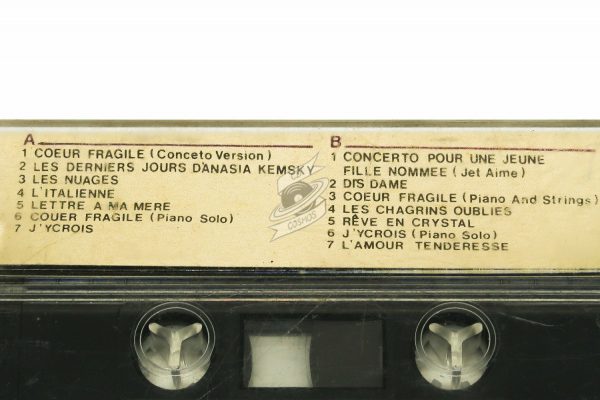 A
1 COEUR FRAGILE (Conceto Version)
2 LES DERNIERS JOURS D'ANASIA KEMSKY
3 LES NUAGES
4 L'ITALIENNE
5 LETTRE A MA MERE
6 COUER FRAGILE (Piano Solo)
7 J'YCROIS
B
1 CONCERTO POUR UNE JEUNE
FILLE NOMMEE (Jet Aime)
2 DIS DAME
3 COEUR FRAGILE (Piano And Strings)
4 LES CHAGRINS OUBLIES
5 RÊVE EN CRYSTAL
6 J'YCROIS (Piano Solo)
7 L'AMOUR TENDERESSE
COSMOS